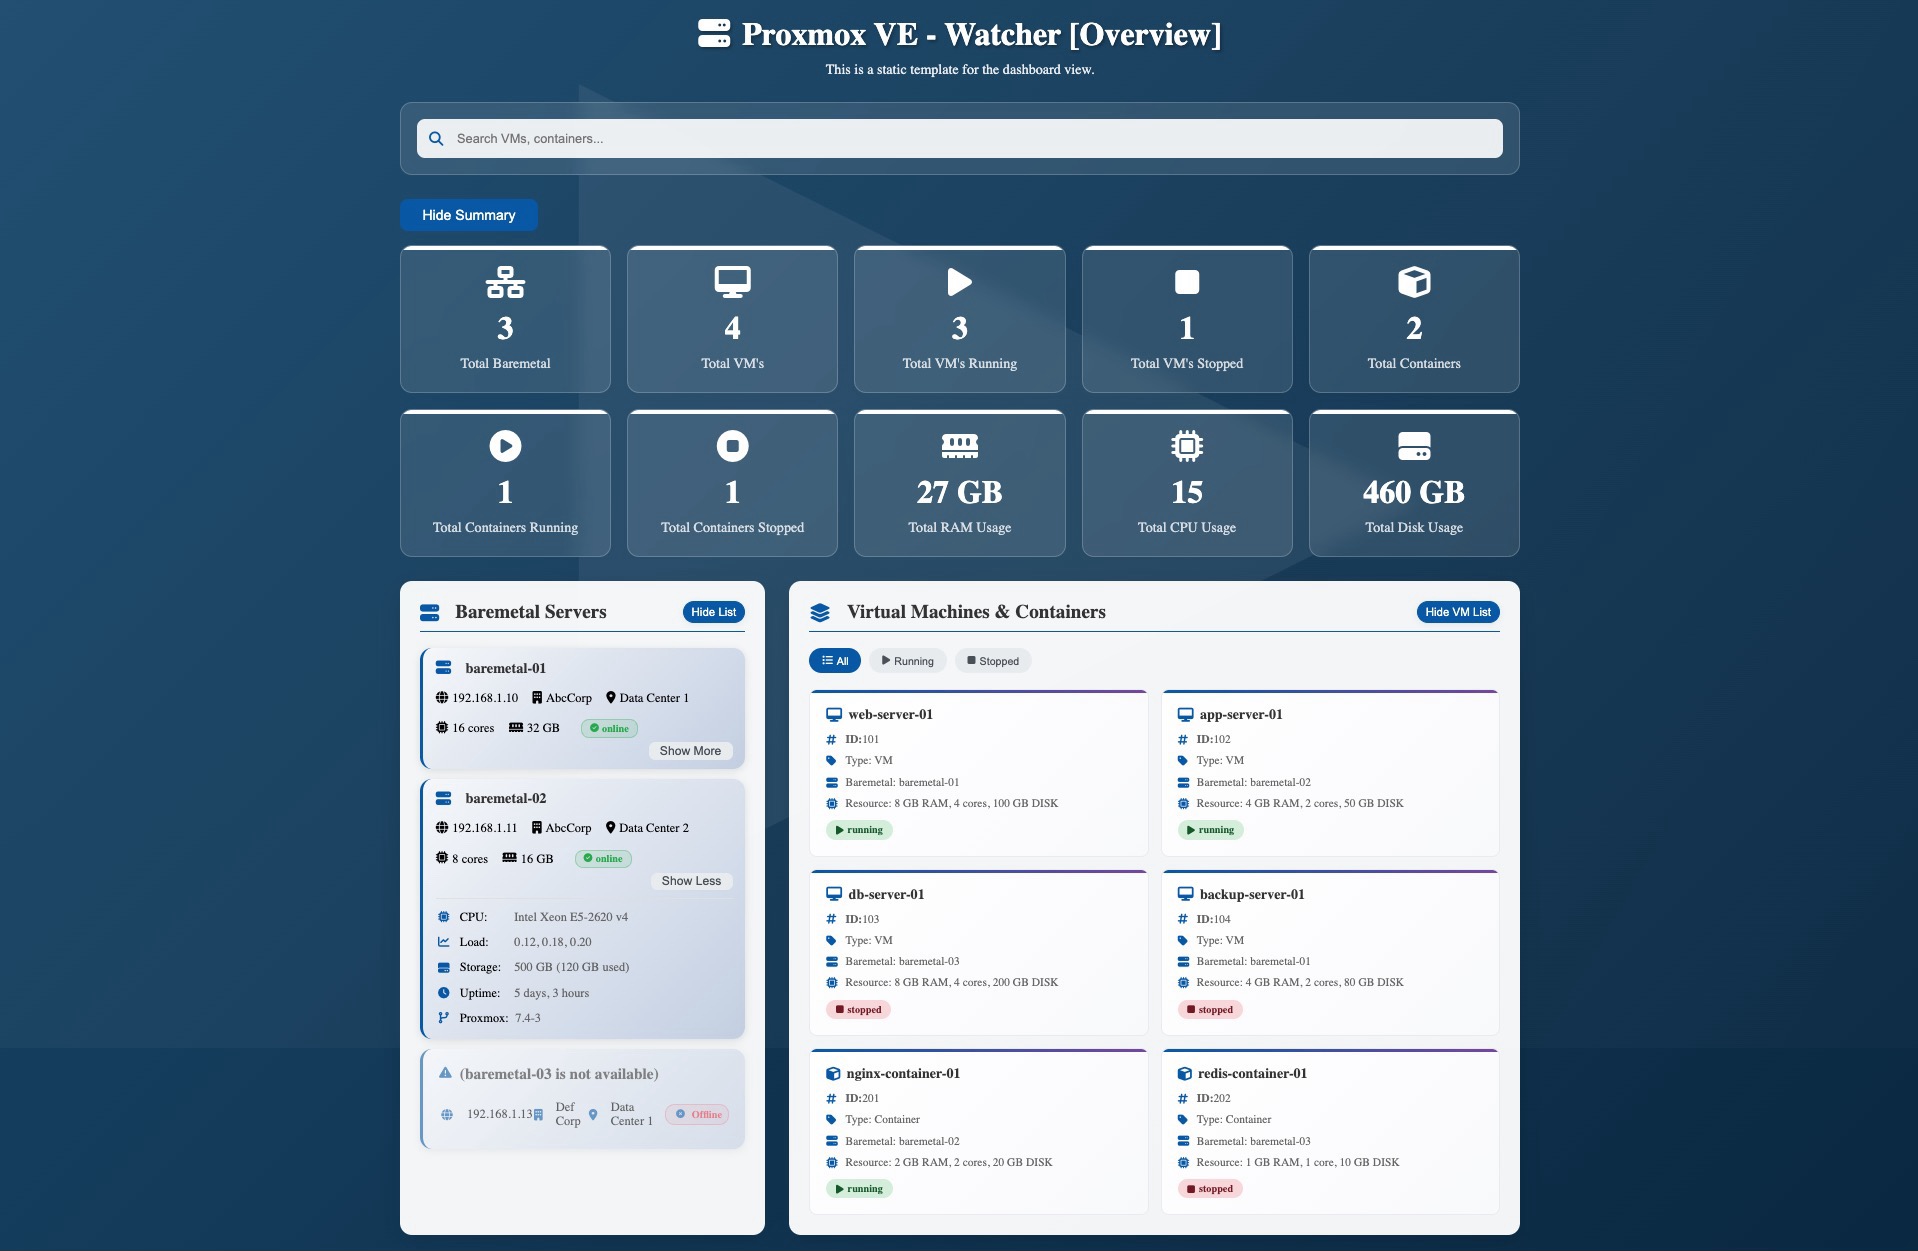 Proxmox VE - Watcher [Overview]
This is a static template for the dashboard view.
Search VMs, containers...
Hide Summary
3
Total Baremetal
4
Total VM's
3
Total VM's Running
1
Total VM's Stopped
2
Total Containers
1
Total Containers Running
1
Total Containers Stopped
27 GB
Total RAM Usage
15
Total CPU Usage
460 GB
Total Disk Usage
Baremetal Servers
Hide List
baremetal-01
192.168.1.10 AbcCorp Data Center 1
16 cores 32 GB online
Show More
baremetal-02
192.168.1.11 AbcCorp Data Center 2
8 cores 16 GB online
Show Less
CPU: Intel Xeon E5-2620 v4
Load: 0.12, 0.18, 0.20
Storage: 500 GB (120 GB used)
Uptime: 5 days, 3 hours
Proxmox: 7.4-3
(baremetal-03 is not available)
192.168.1.13 Def Corp Data Center 1 Offline
Virtual Machines & Containers
Hide VM List
All Running Stopped
web-server-01
ID:101
Type: VM
Baremetal: baremetal-01
Resource: 8 GB RAM, 4 cores, 100 GB DISK
running
app-server-01
ID:102
Type: VM
Baremetal: baremetal-02
Resource: 4 GB RAM, 2 cores, 50 GB DISK
running
db-server-01
ID:103
Type: VM
Baremetal: baremetal-03
Resource: 8 GB RAM, 4 cores, 200 GB DISK
stopped
backup-server-01
ID:104
Type: VM
Baremetal: baremetal-01
Resource: 4 GB RAM, 2 cores, 80 GB DISK
stopped
nginx-container-01
ID:201
Type: Container
Baremetal: baremetal-02
Resource: 2 GB RAM, 2 cores, 20 GB DISK
running
redis-container-01
ID:202
Type: Container
Baremetal: baremetal-03
Resource: 1 GB RAM, 1 core, 10 GB DISK
stopped